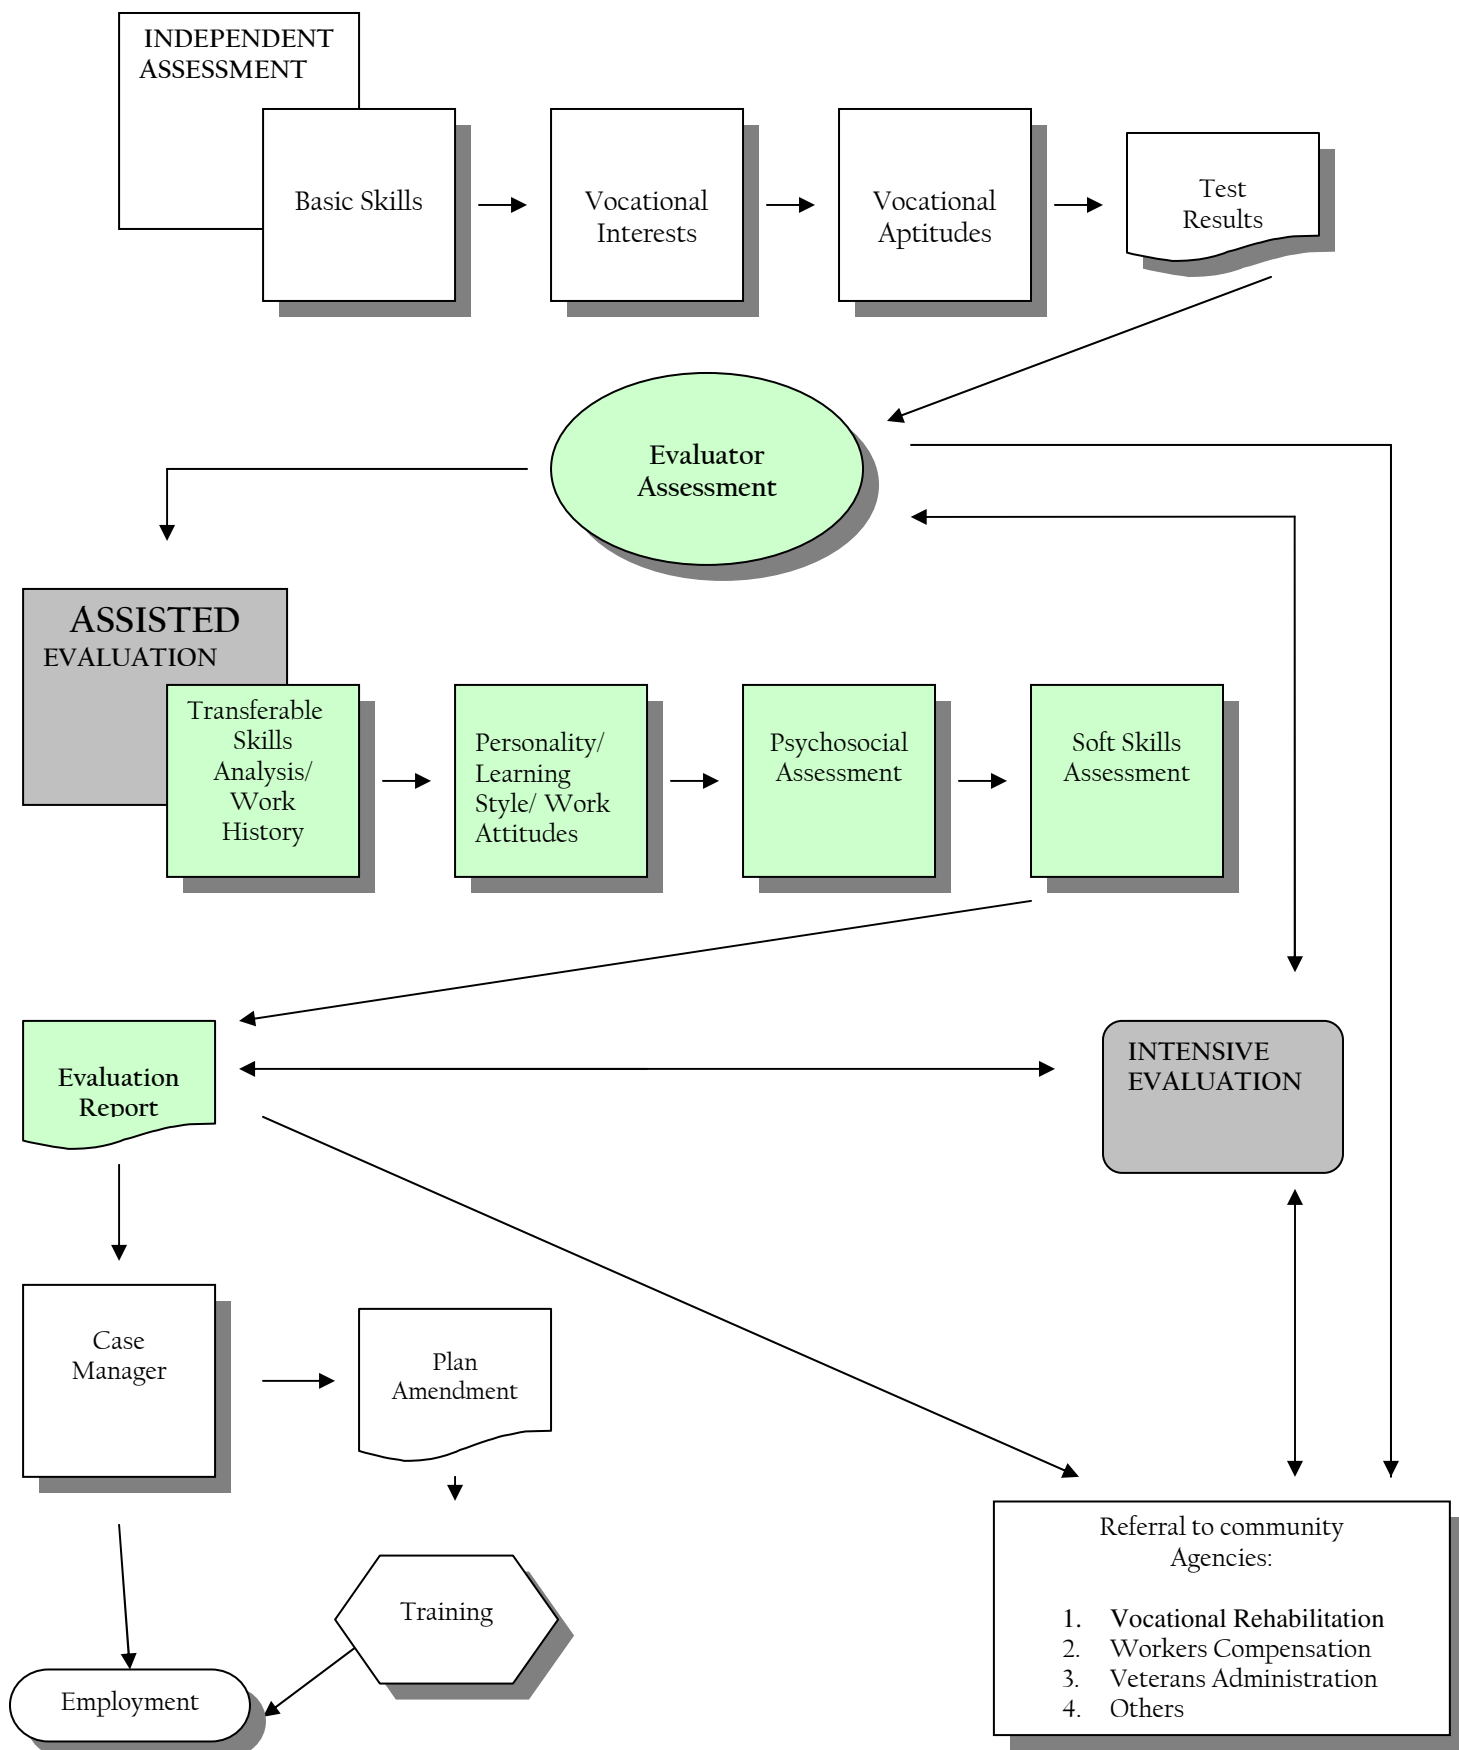 INDEPENDENT
ASSESSMENT
Basic Skills
Vocational
Interests
Vocational
Aptitudes
Test
Results
Evaluator
Assessment
ASSISTED
EVALUATION
Transferable
Skills
Analysis/
Work
History
Personality/
Learning
Style/ Work
Attitudes
Psychosocial
Assessment
Soft Skills
Assessment
Evaluation
Report
INTENSIVE
EVALUATION
Case
Manager
Plan
Amendment
Training
Employment
Referral to community
Agencies:
1. Vocational Rehabilitation
2. Workers Compensation
3. Veterans Administration
4. Others